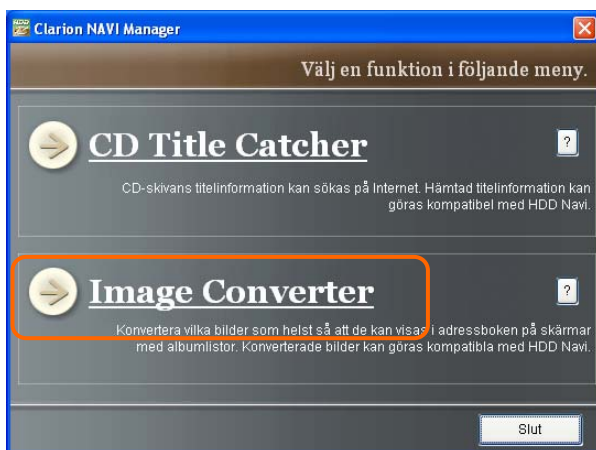 Clarion NAVI Manager
Välj en funktion i följande meny.
CD Title Catcher
?
CD-skivans titelinformation kan sökas på Internet. Hämtad titelinformation kan
göras kompatibel med HDD Navi.
Image Converter
?
Konvertera vilka bilder som helst så att de kan visas i adressboken på skärmar
med albumlistor. Konverterade bilder kan göras kompatibla med HDD Navi.
Slut